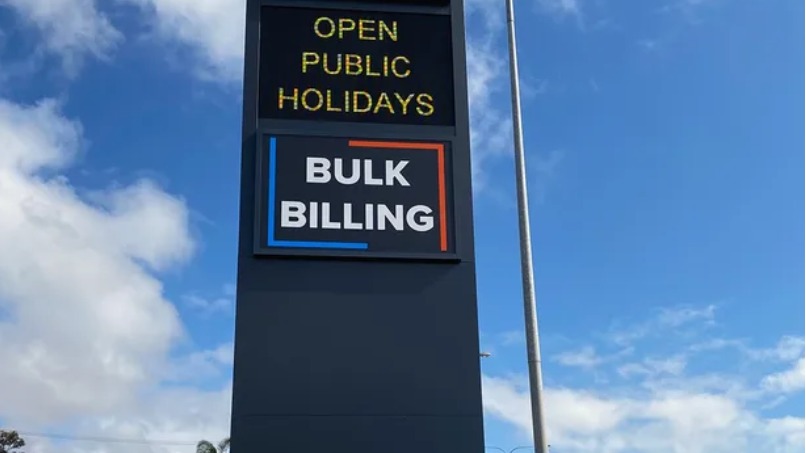 OPEN
PUBLIC
HOLIDAYS
BULK
BILLING